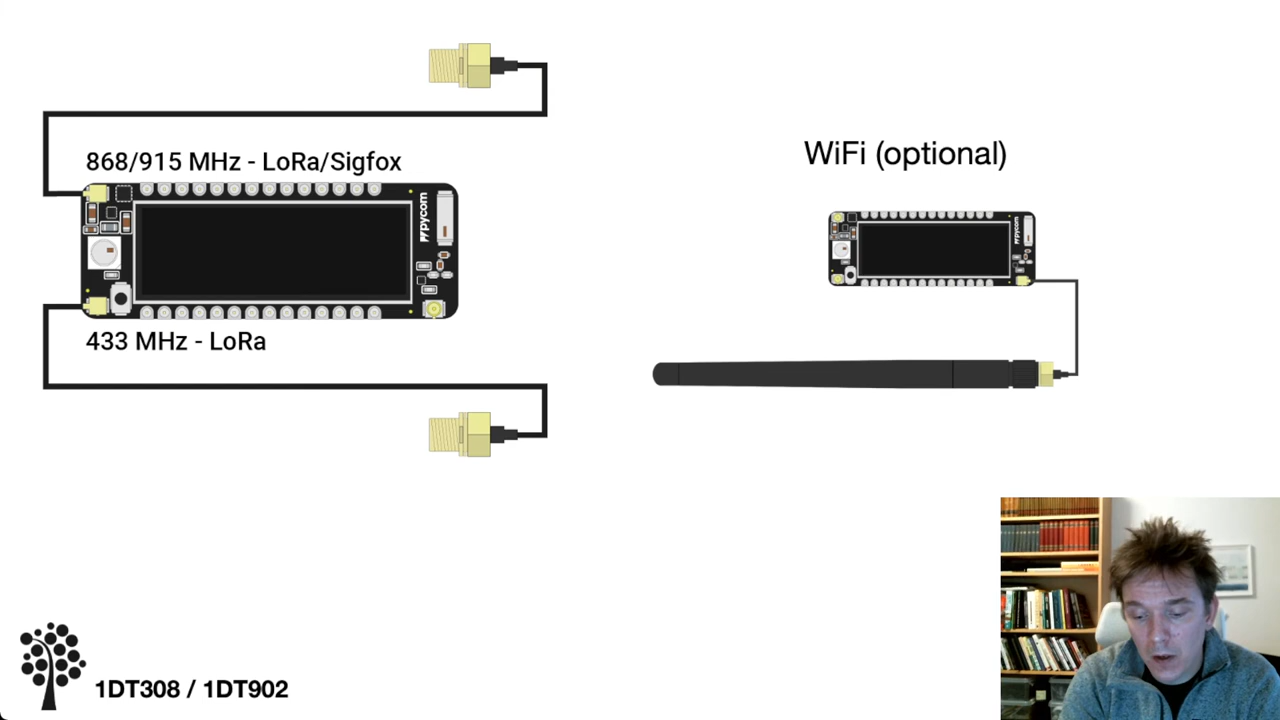 868/915 MHz - LoRa/Sigfox
pycom
433 MHz - LoRa
WiFi (optional)
pycom
1DT308 / 1DT902